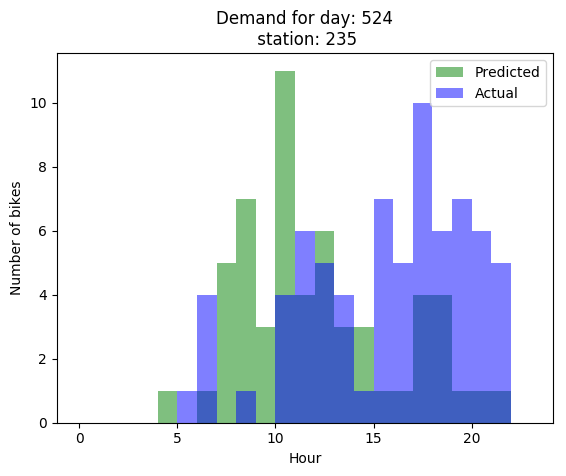 Demand for day: 524
station: 235
Predicted
Actual
Number of bikes
10
8
6
4
2
0
0 5 10 15 20
Hour